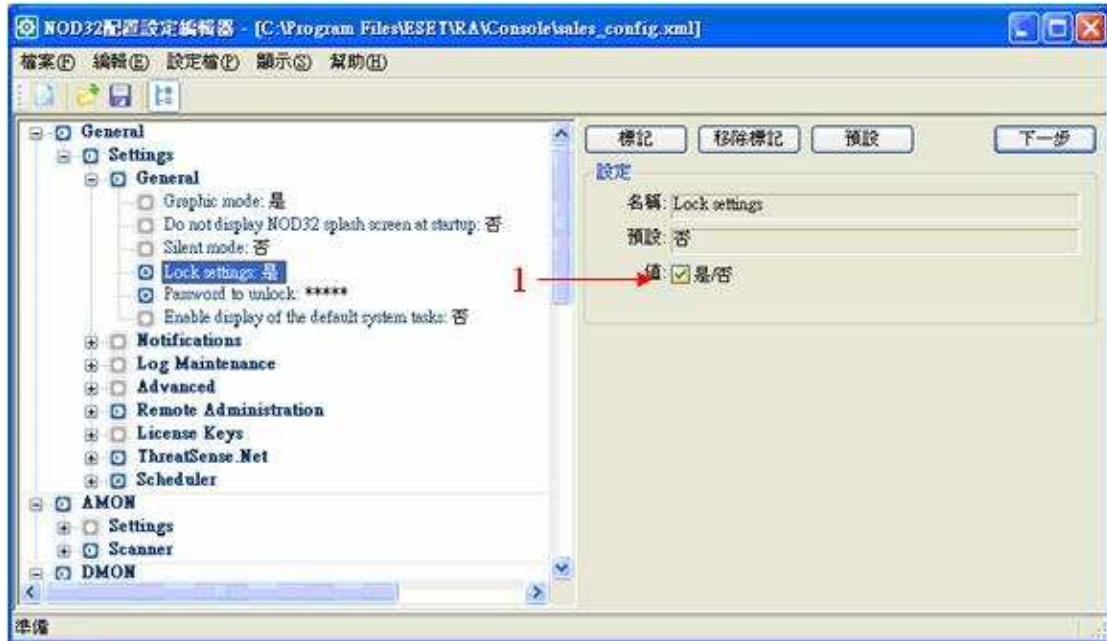 NOD32配置設定編輯器 - [C:\Program Files\ESET\RA\Console\sales_config.xml]
檔案(F) 編輯(E) 設定檔(P) 顯示(S) 幫助(H)
General
Settings
General
Graphic mode: 是
Do not display NOD32 splash screen at startup: 否
Silent mode: 否
Lock settings: 是
Password to unlock: *****
Enable display of the default system tasks: 否
Notifications
Log Maintenance
Advanced
Remote Administration
License Keys
ThreatSense.Net
Scheduler
AMON
Settings
Scanner
DMON
標記 移除標記 預設 下一步
設定
名稱: Lock settings
預設: 否
1 值: 是/否
準備